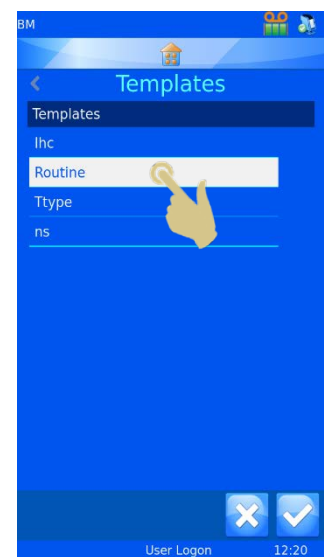 BM
Templates
Templates
Ihc
Routine
Ttype
ns
User Logon 12:20